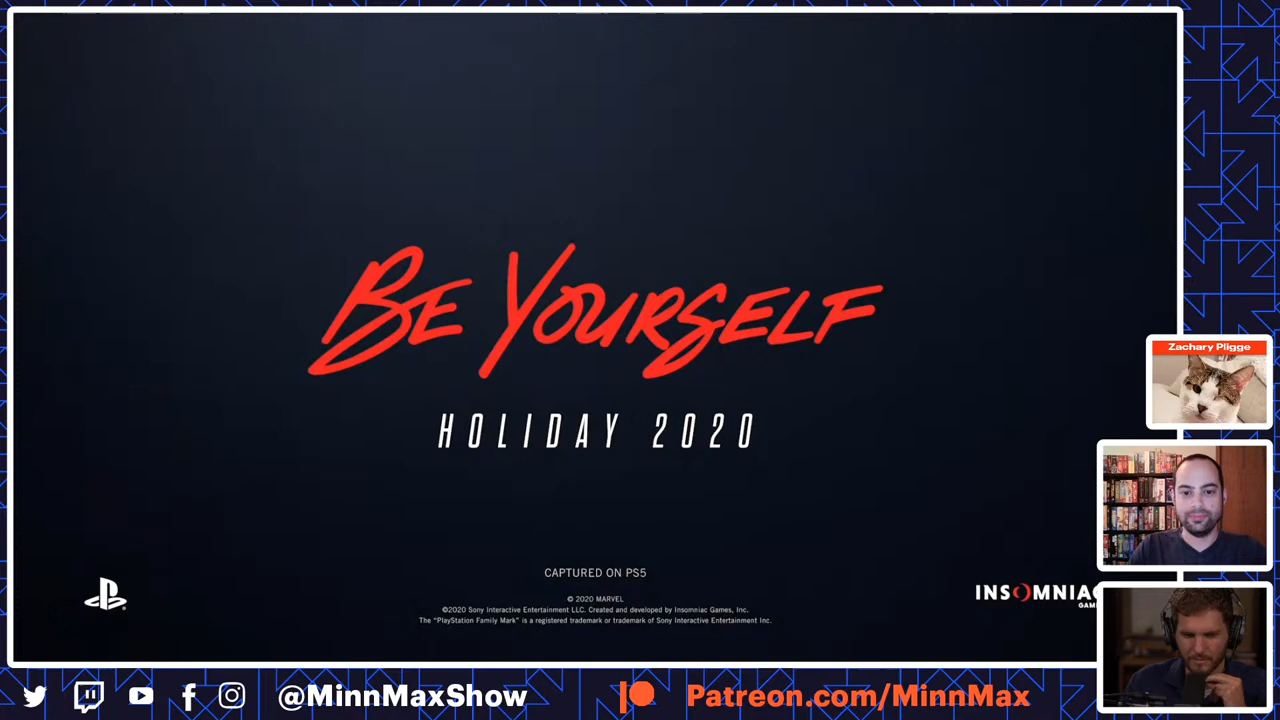 BE YOURSELF
HOLIDAY 2020
CAPTURED ON PS5
© 2020 MARVEL
©2020 Sony Interactive Entertainment LLC. Created and developed by Insomniac Games, Inc.
The "PlayStation Family Mark" is a registered trademark or trademark of Sony Interactive Entertainment Inc.
INSOMNIAC
GAM
Zachary Pligge
@MinnMaxShow
Patreon.com/MinnMax